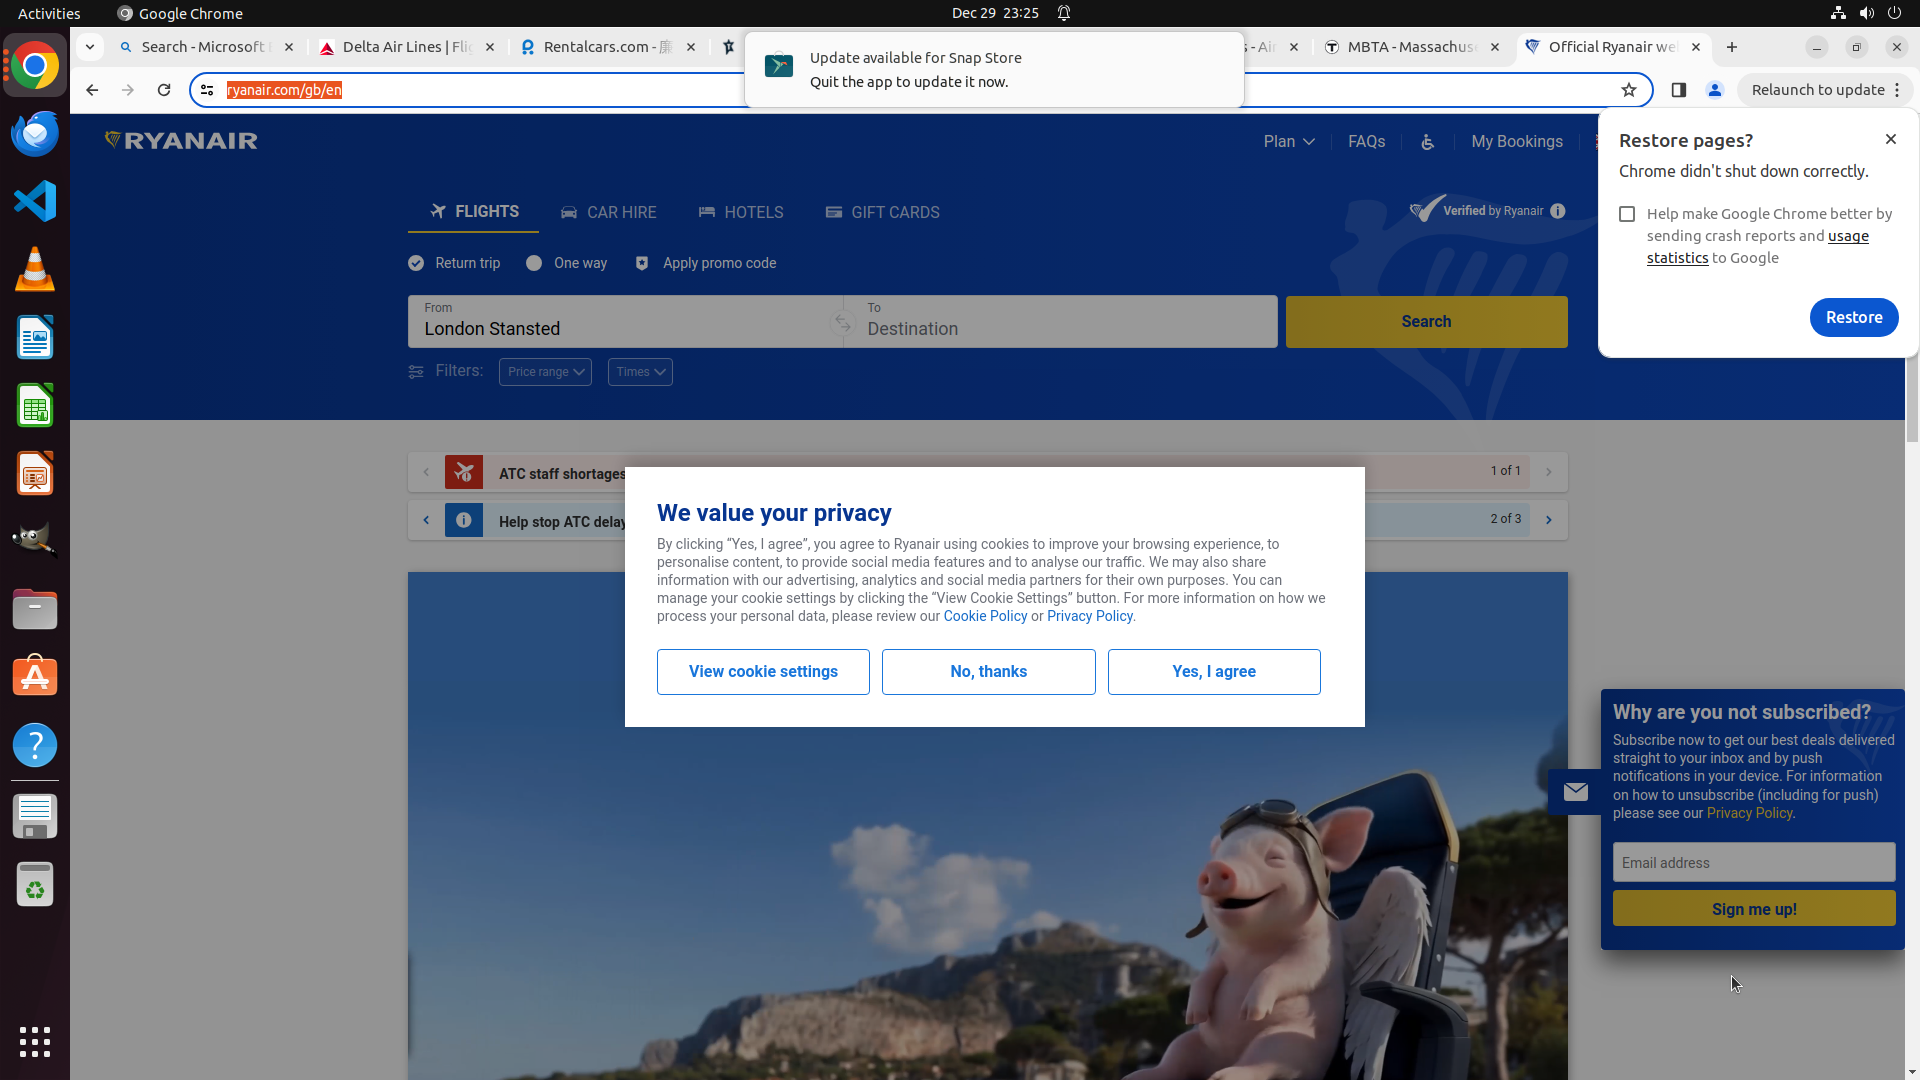 Activities
Google Chrome
Dec 29 23:25
Search - Microsoft
Delta Air Lines | Flig
Rentalcars.com -
s - Air
MBTA - Massachuse
Official Ryanair we
Update available for Snap Store
Quit the app to update it now.
ryanair.com/gb/en
Relaunch to update
RYANAIR
Plan
FAQs
My Bookings
Restore pages?
Chrome didn't shut down correctly.
Help make Google Chrome better by
sending crash reports and usage
statistics to Google
Restore
FLIGHTS
CAR HIRE
HOTELS
GIFT CARDS
Verified by Ryanair
Return trip
One way
Apply promo code
From
London Stansted
To
Destination
Search
Filters:
Price range
Times
ATC staff shortages
1 of 1
Help stop ATC delay
2 of 3
We value your privacy
By clicking “Yes, I agree”, you agree to Ryanair using cookies to improve your browsing experience, to
personalise content, to provide social media features and to analyse our traffic. We may also share
information with our advertising, analytics and social media partners for their own purposes. You can
manage your cookie settings by clicking the “View Cookie Settings” button. For more information on how we
process your personal data, please review our Cookie Policy or Privacy Policy.
View cookie settings
No, thanks
Yes, I agree
Why are you not subscribed?
Subscribe now to get our best deals delivered
straight to your inbox and by push
notifications in your device. For information
on how to unsubscribe (including for push)
please see our Privacy Policy.
Email address
Sign me up!